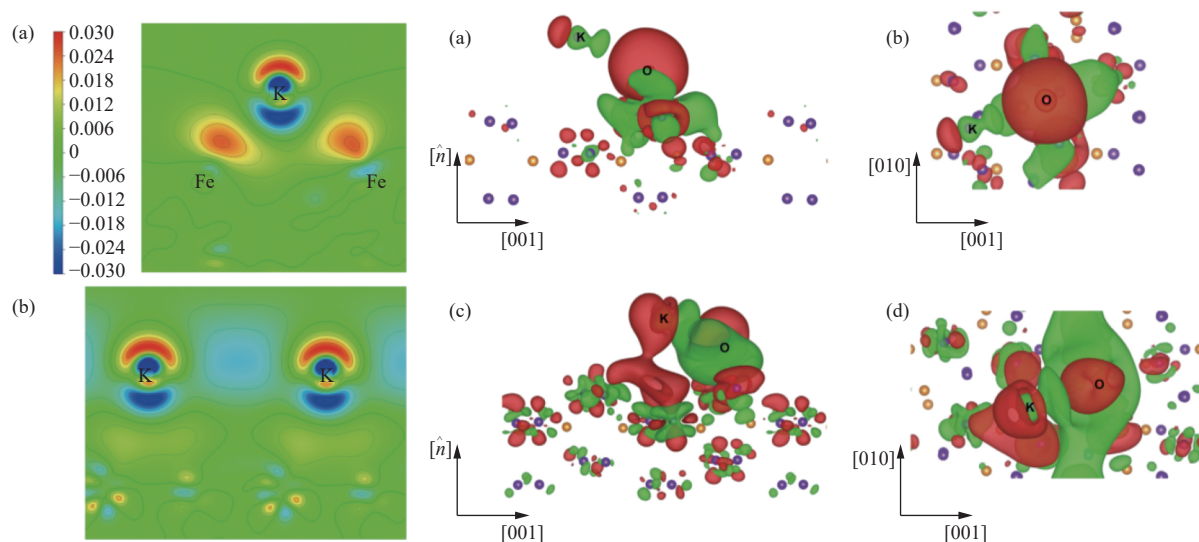 (a)
0.030
0.024
0.018
0.012
0.006
0
−0.006
−0.012
−0.018
−0.024
−0.030
K
Fe
Fe
(b)
K
K
(a)
K
O
[n̂]
[001]
(b)
O
K
[010]
[001]
(c)
K
O
[n̂]
[001]
(d)
O
K
[010]
[001]